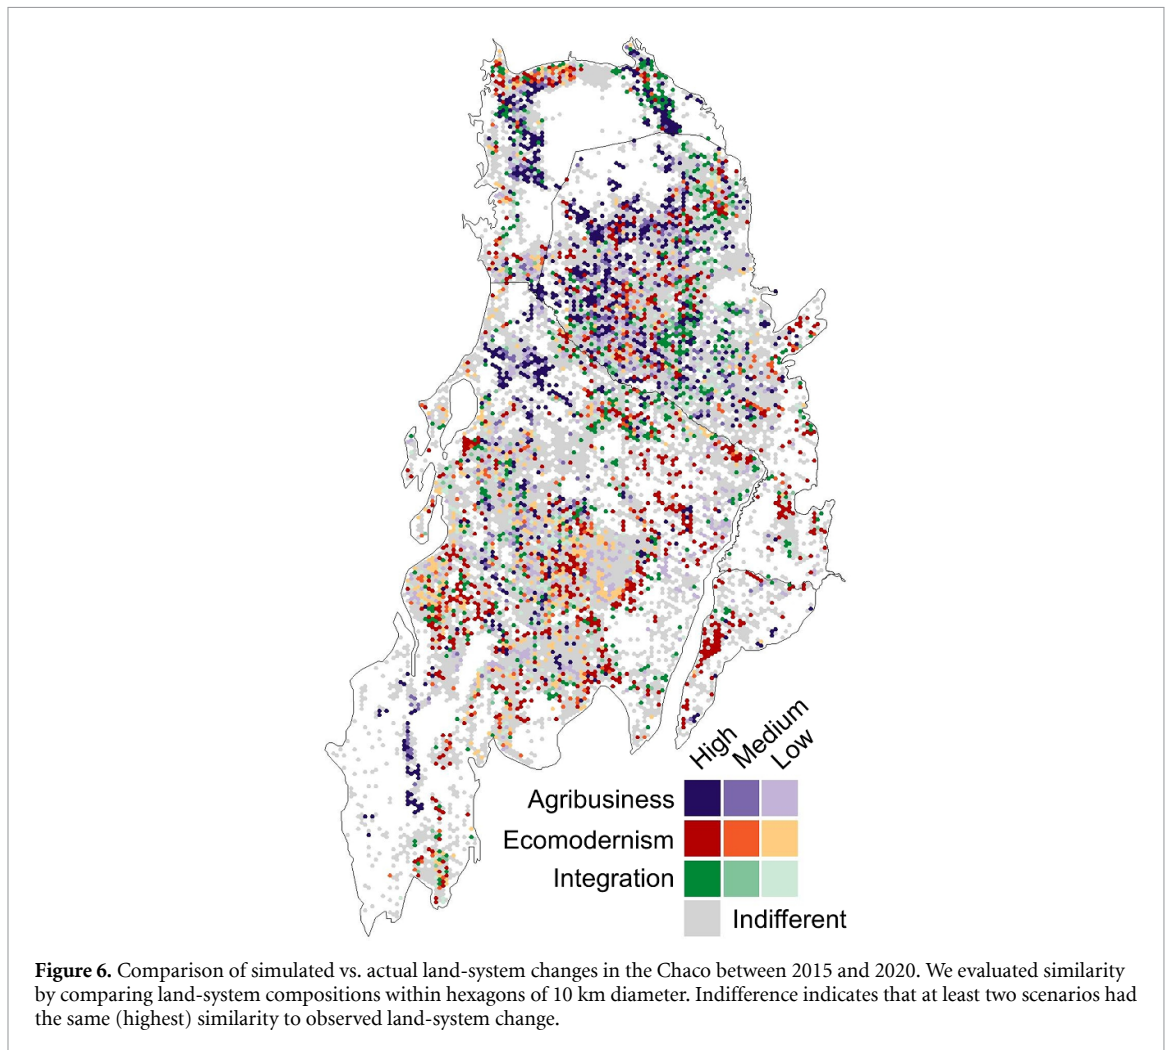 High Medium Low
Agribusiness
Ecomodernism
Integration
Indifferent
Figure 6. Comparison of simulated vs. actual land-system changes in the Chaco between 2015 and 2020. We evaluated similarity
by comparing land-system compositions within hexagons of 10 km diameter. Indifference indicates that at least two scenarios had
the same (highest) similarity to observed land-system change.